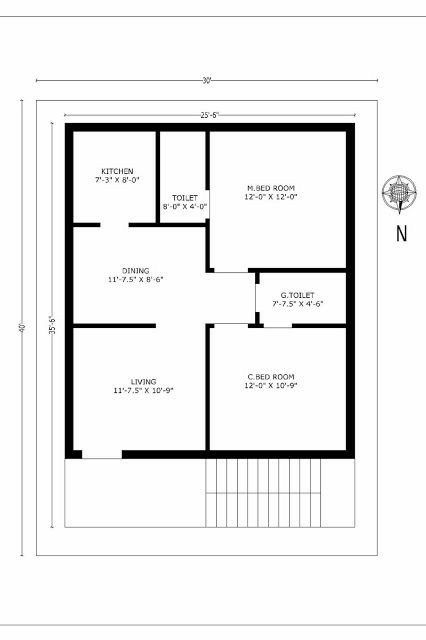 30'
25'-6"
KITCHEN
7'-3" X 8'-0"
TOILET
8'-0" X 4'-0"
M.BED ROOM
12'-0" X 12'-0"
N
DINING
11'-7.5" X 8'-6"
G.TOILET
7'-7.5" X 4'-6"
40'
35'-6"
LIVING
11'-7.5" X 10'-9"
C.BED ROOM
12'-0" X 10'-9"